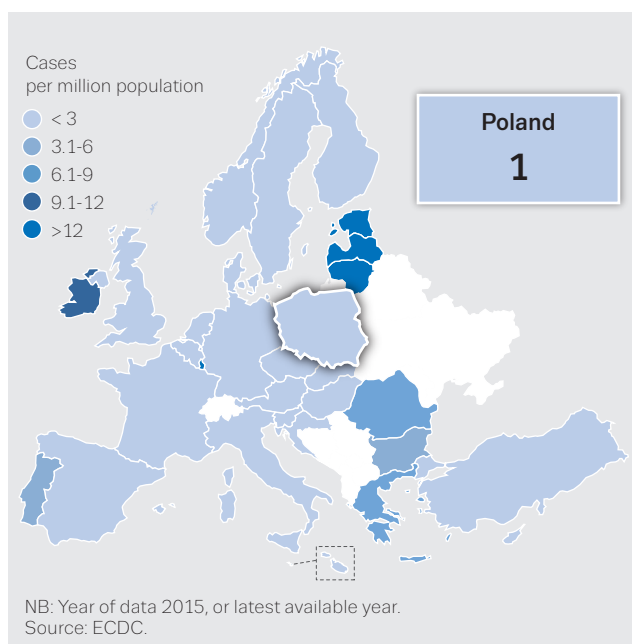 Cases
per million population
< 3
3.1-6
6.1-9
9.1-12
>12
Poland
1
NB: Year of data 2015, or latest available year.
Source: ECDC.